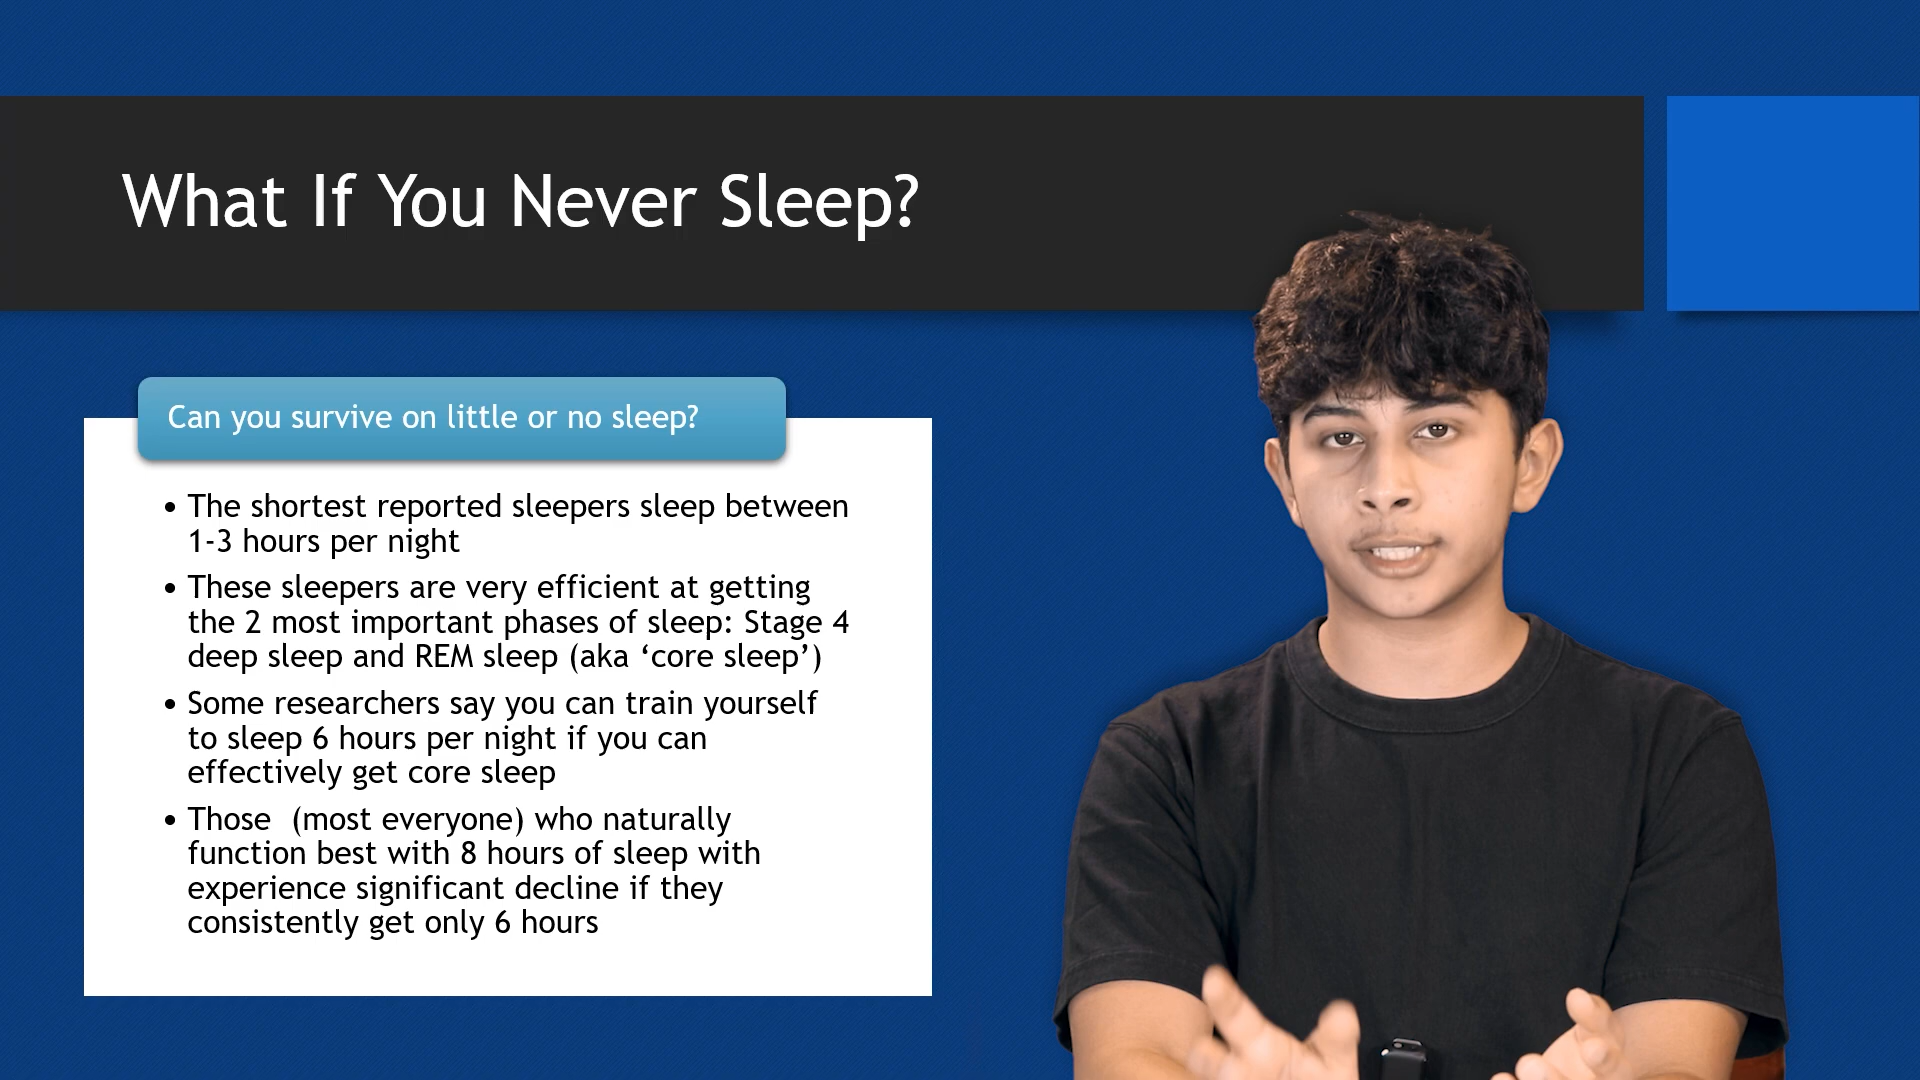 What If You Never Sleep?
Can you survive on little or no sleep?
• The shortest reported sleepers sleep between
1-3 hours per night
• These sleepers are very efficient at getting
the 2 most important phases of sleep: Stage 4
deep sleep and REM sleep (aka ‘core sleep’)
• Some researchers say you can train yourself
to sleep 6 hours per night if you can
effectively get core sleep
• Those  (most everyone) who naturally
function best with 8 hours of sleep with
experience significant decline if they
consistently get only 6 hours